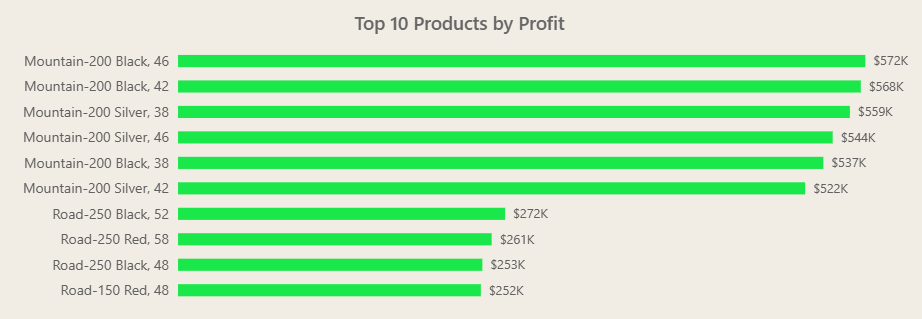 Top 10 Products by Profit
Mountain-200 Black, 46 $572K
Mountain-200 Black, 42 $568K
Mountain-200 Silver, 38 $559K
Mountain-200 Silver, 46 $544K
Mountain-200 Black, 38 $537K
Mountain-200 Silver, 42 $522K
Road-250 Black, 52 $272K
Road-250 Red, 58 $261K
Road-250 Black, 48 $253K
Road-150 Red, 48 $252K